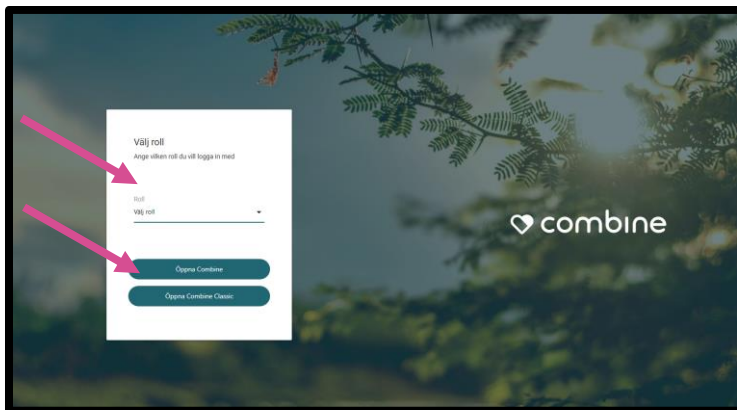 Välj roll
Ange vilken roll du vill logga in med
Roll
Välj roll
Öppna Combine
Öppna Combine Classic
combine